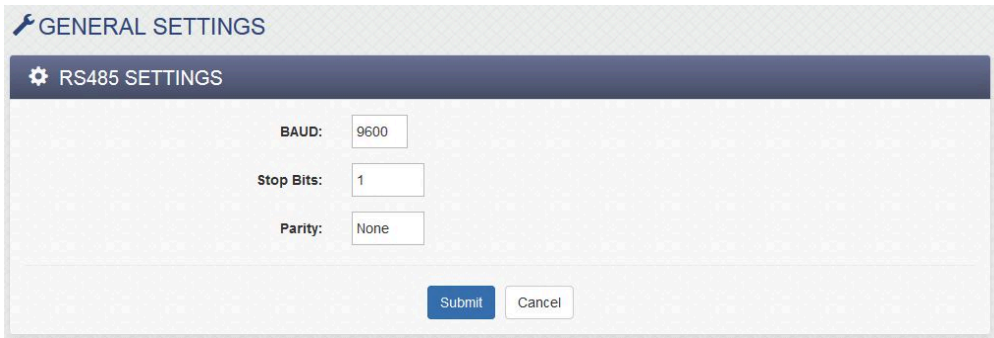 GENERAL SETTINGS
RS485 SETTINGS
BAUD: 9600
Stop Bits: 1
Parity: None
Submit Cancel